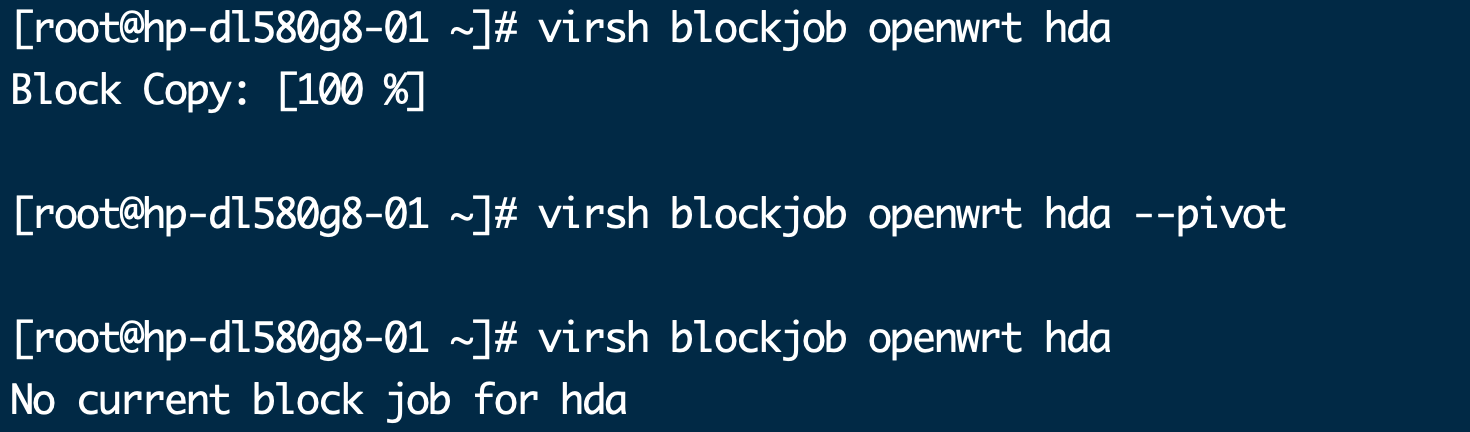 [root@hp-dl580g8-01 ~]# virsh blockjob openwrt hda
Block Copy: [100 %]
[root@hp-dl580g8-01 ~]# virsh blockjob openwrt hda --pivot
[root@hp-dl580g8-01 ~]# virsh blockjob openwrt hda
No current block job for hda